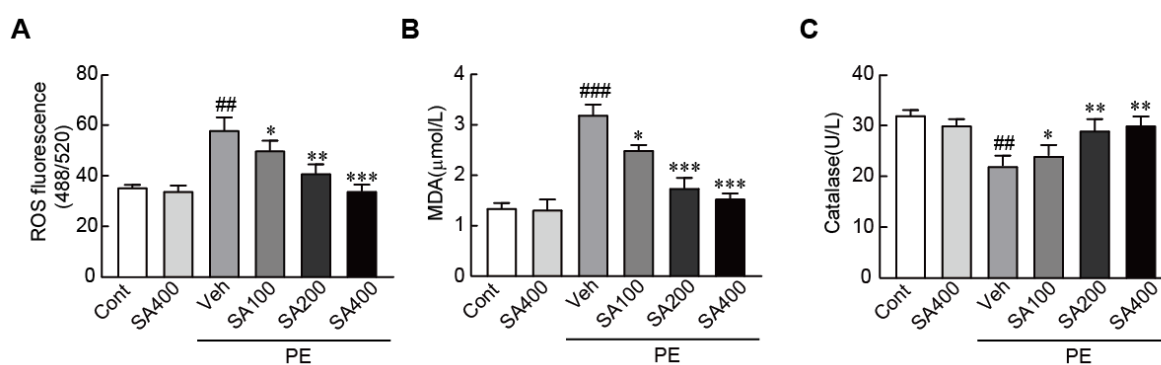 A
ROS fluorescence
(488/520)
80
60
40
20
0
##
*
**
***
Cont
SA400
Veh
SA100
SA200
SA400
PE
B
MDA(μmol/L)
4
3
2
1
0
###
*
***
***
Cont
SA400
Veh
SA100
SA200
SA400
PE
C
Catalase(U/L)
40
30
20
10
0
##
*
**
**
Cont
SA400
Veh
SA100
SA200
SA400
PE